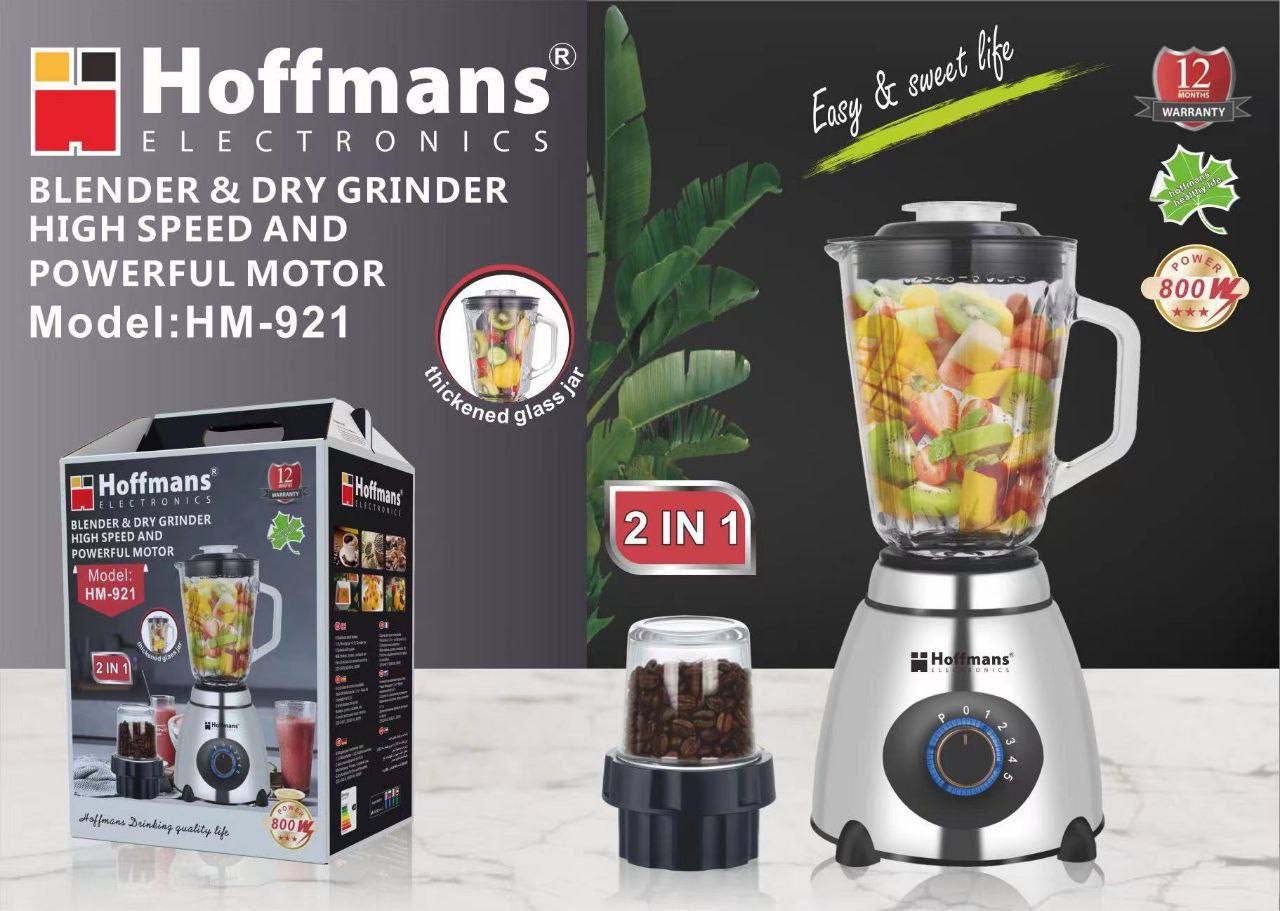 Hoffmans®
ELECTRONICS
BLENDER & DRY GRINDER
HIGH SPEED AND
POWERFUL MOTOR
Model:HM-921
thickened glass jar
Easy & sweet life
12
MONTHS
WARRANTY
hoffmans
healthy life
POWER
800W
2 IN 1
Hoffmans®
ELECTRONICS
P 0 1 2 3 4 5
Hoffmans®
ELECTRONICS
12
MONTHS
WARRANTY
BLENDER & DRY GRINDER
HIGH SPEED AND
POWERFUL MOTOR
Model:
HM-921
thickened glass jar
2 IN 1
Hoffmans
Hoffmans Drinking quality life
POWER
800W
Hoffmans®
ELECTRONICS